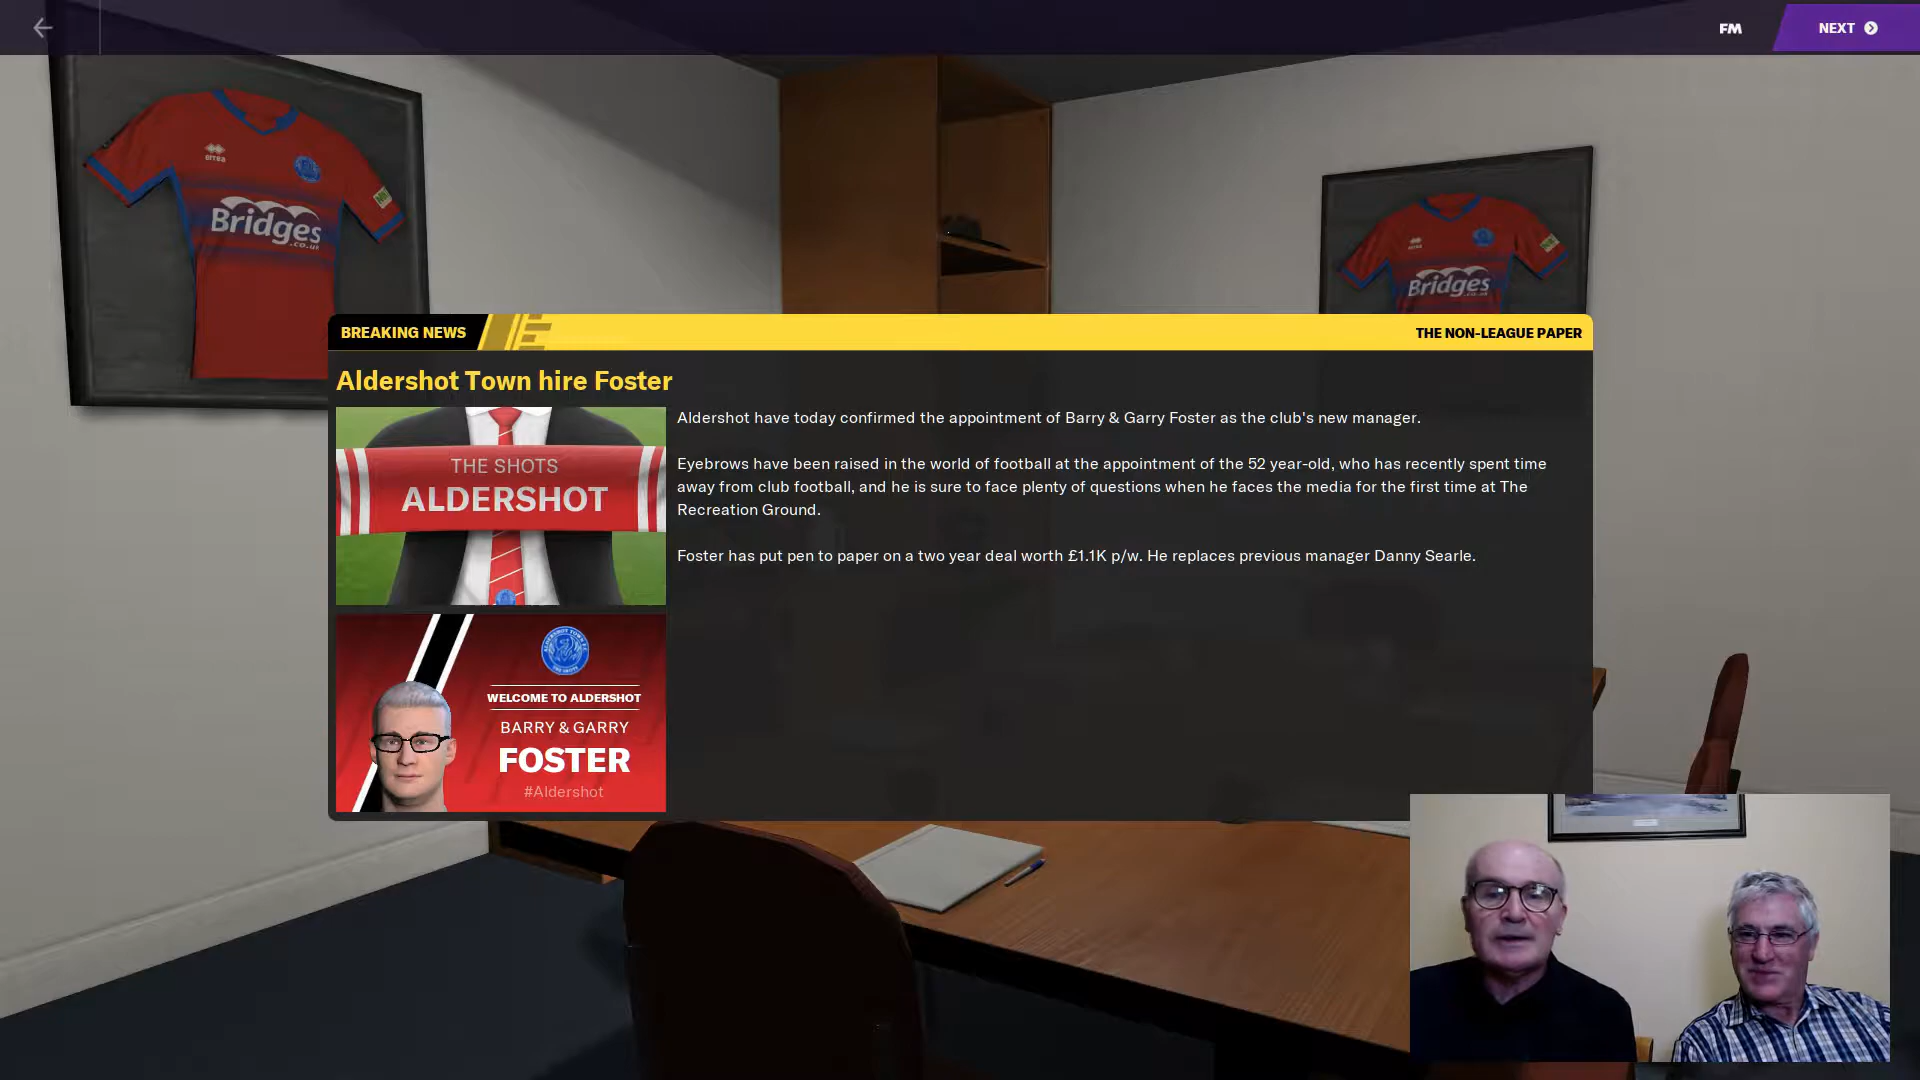 FM
NEXT
errea
Bridges
.co.uk
Bridges
BREAKING NEWS
THE NON-LEAGUE PAPER
Aldershot Town hire Foster
THE SHOTS
ALDERSHOT
Aldershot have today confirmed the appointment of Barry & Garry Foster as the club's new manager.
Eyebrows have been raised in the world of football at the appointment of the 52 year-old, who has recently spent time
away from club football, and he is sure to face plenty of questions when he faces the media for the first time at The
Recreation Ground.
Foster has put pen to paper on a two year deal worth £1.1K p/w. He replaces previous manager Danny Searle.
WELCOME TO ALDERSHOT
BARRY & GARRY
FOSTER
#Aldershot